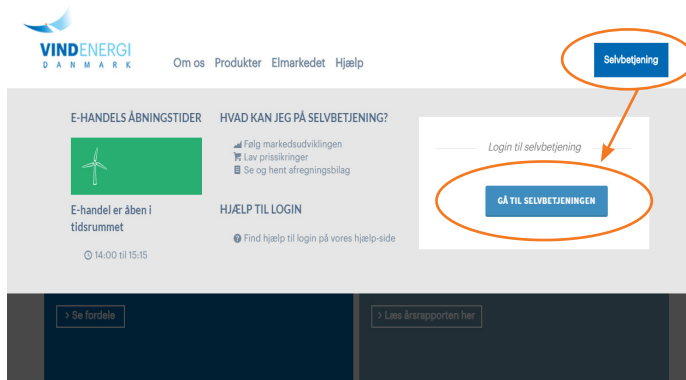 VINDENERGI
DANMARK
Om os Produkter Elmarkedet Hjælp
Selvbetjening
E-HANDELS ÅBNINGSTIDER
E-handel er åben i
tidsrummet
14:00 til 15:15
HVAD KAN JEG PÅ SELVBETJENING?
Følg markedsudviklingen
Lav prissikringer
Se og hent afregningsbilag
HJÆLP TIL LOGIN
Find hjælp til login på vores hjælp-side
Login til selvbetjening
GÅ TIL SELVBETJENINGEN
> Se fordele
> Læs årsrapporten her